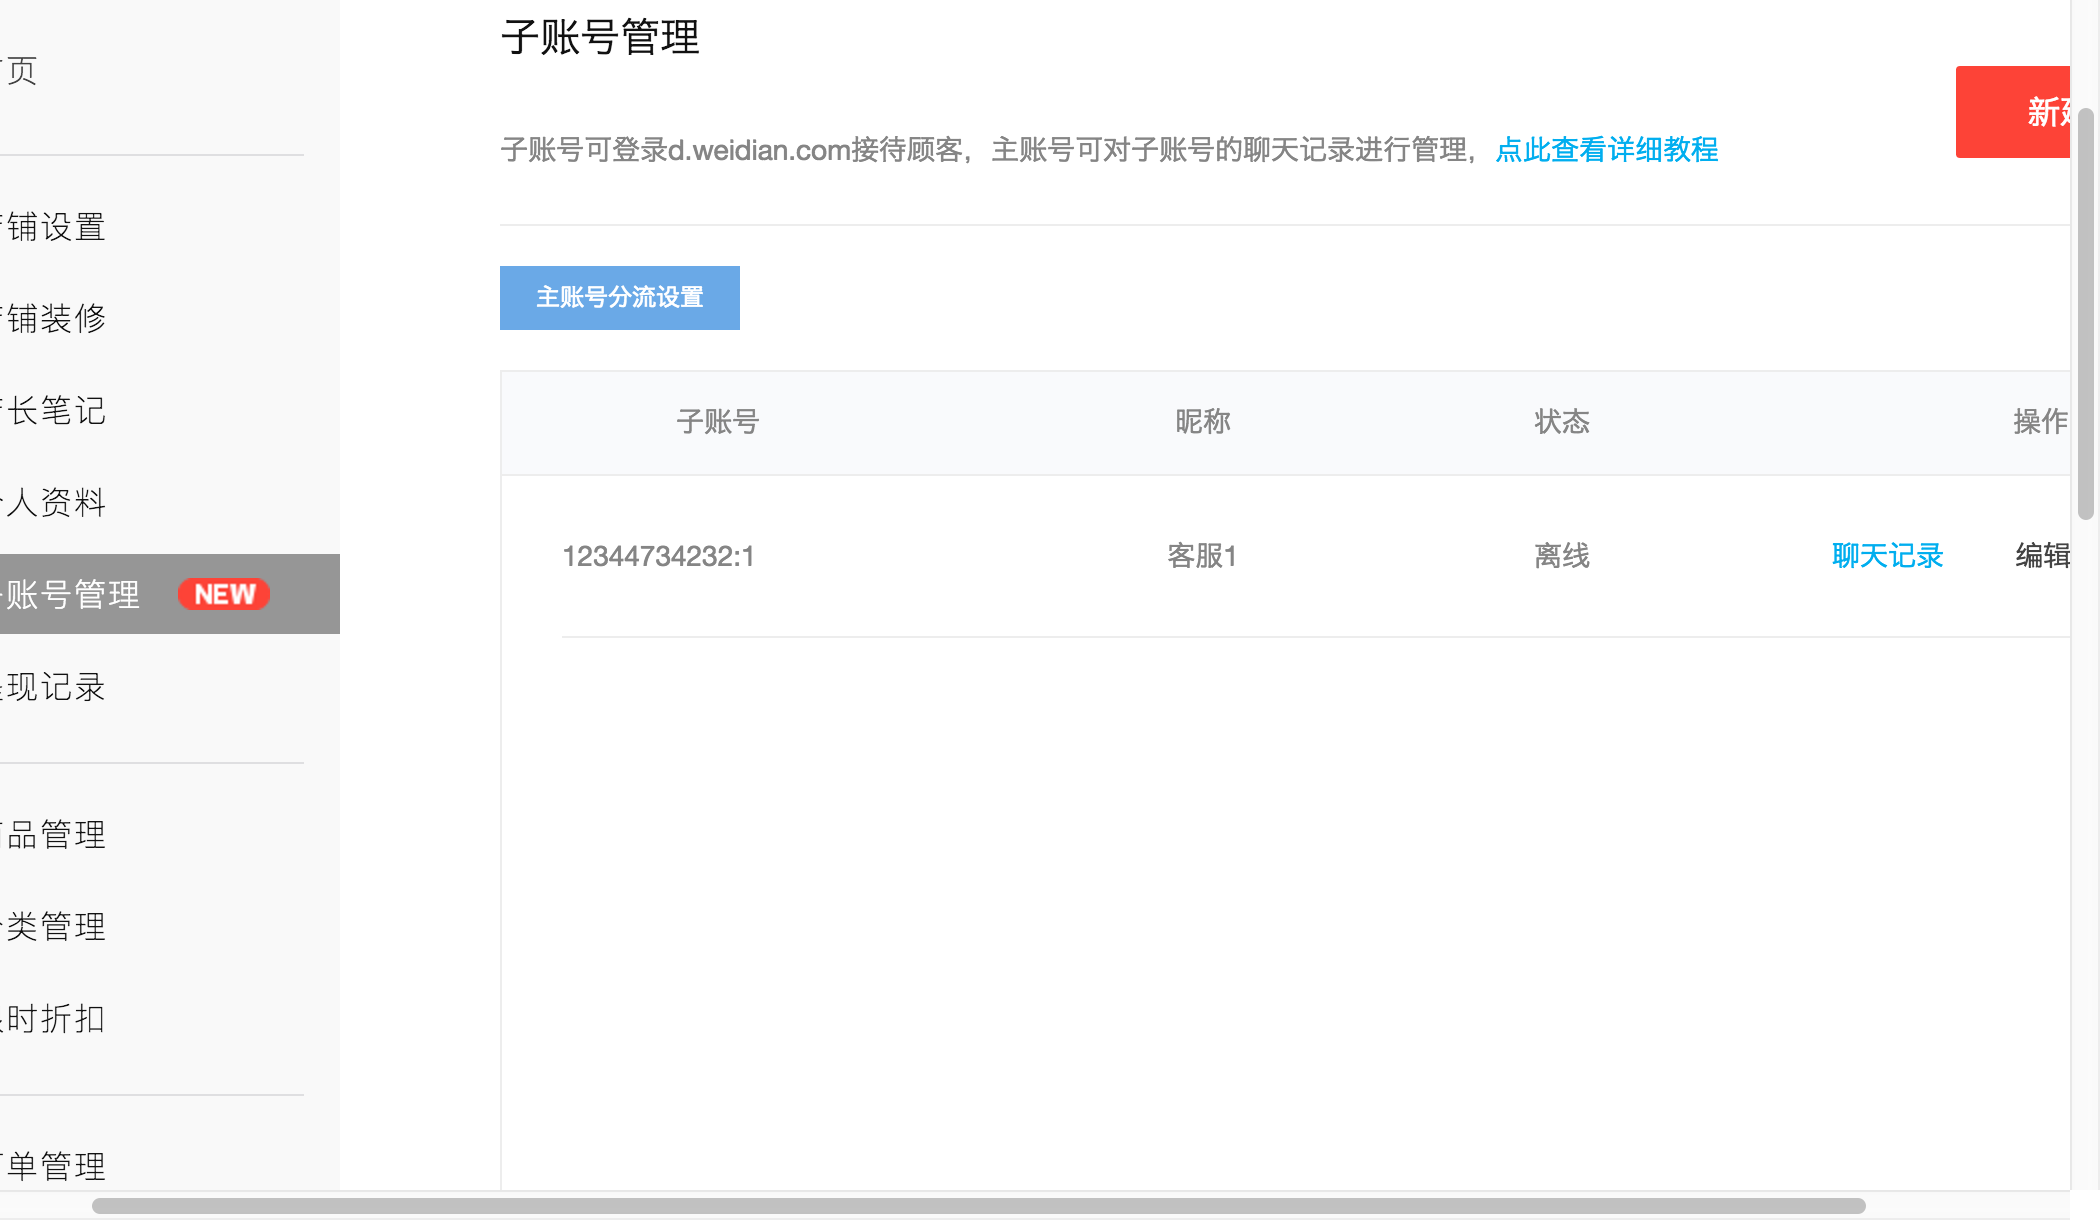 页
铺设置
铺装修
长笔记
人资料
账号管理 NEW
现记录
品管理
类管理
时折扣
单管理
子账号管理
子账号可登录d.weidian.com接待顾客，主账号可对子账号的聊天记录进行管理，点此查看详细教程
新建
主账号分流设置
子账号 昵称 状态 操作
12344734232:1 客服1 离线 聊天记录 编辑